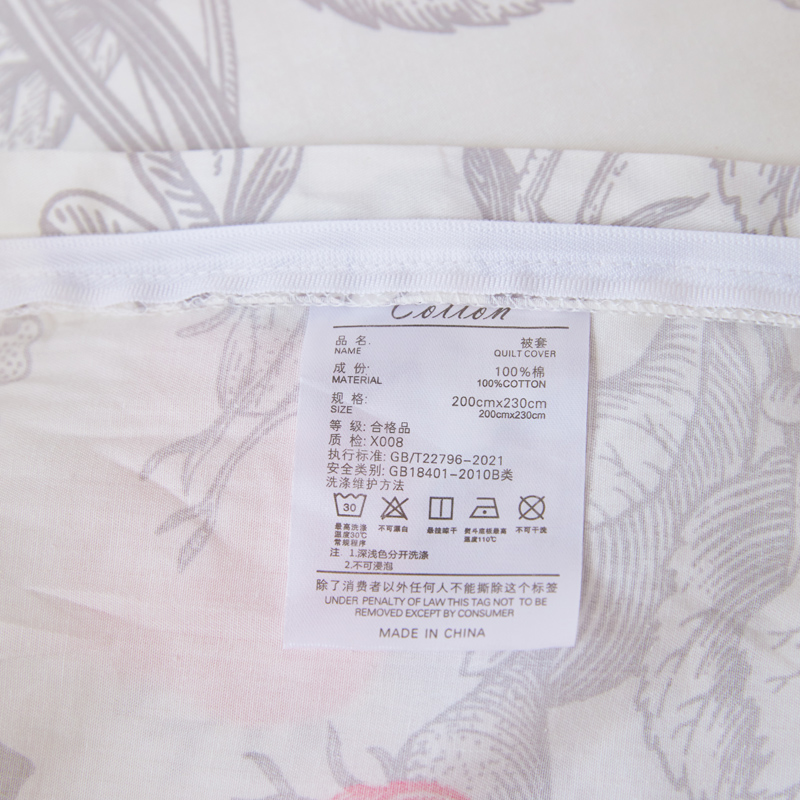 Cotton
品 名: 被套
NAME QUILT COVER
成 份: 100%棉
MATERIAL 100%COTTON
规 格: 200cmx230cm
SIZE 200cmx230cm
等 级: 合格品
质 检: X008
执行标准: GB/T22796-2021
安全类别: GB18401-2010B类
洗涤维护方法
30
最高洗涤 不可漂白 悬挂晾干 熨斗底板最高 不可干洗
温度30℃ 温度110℃
常规程序
注. 1.深浅色分开洗涤
2.不可浸泡
除了消费者以外任何人不能撕除这个标签
UNDER PENALTY OF LAW THIS TAG NOT TO BE
REMOVED EXCEPT BY CONSUMER
MADE IN CHINA